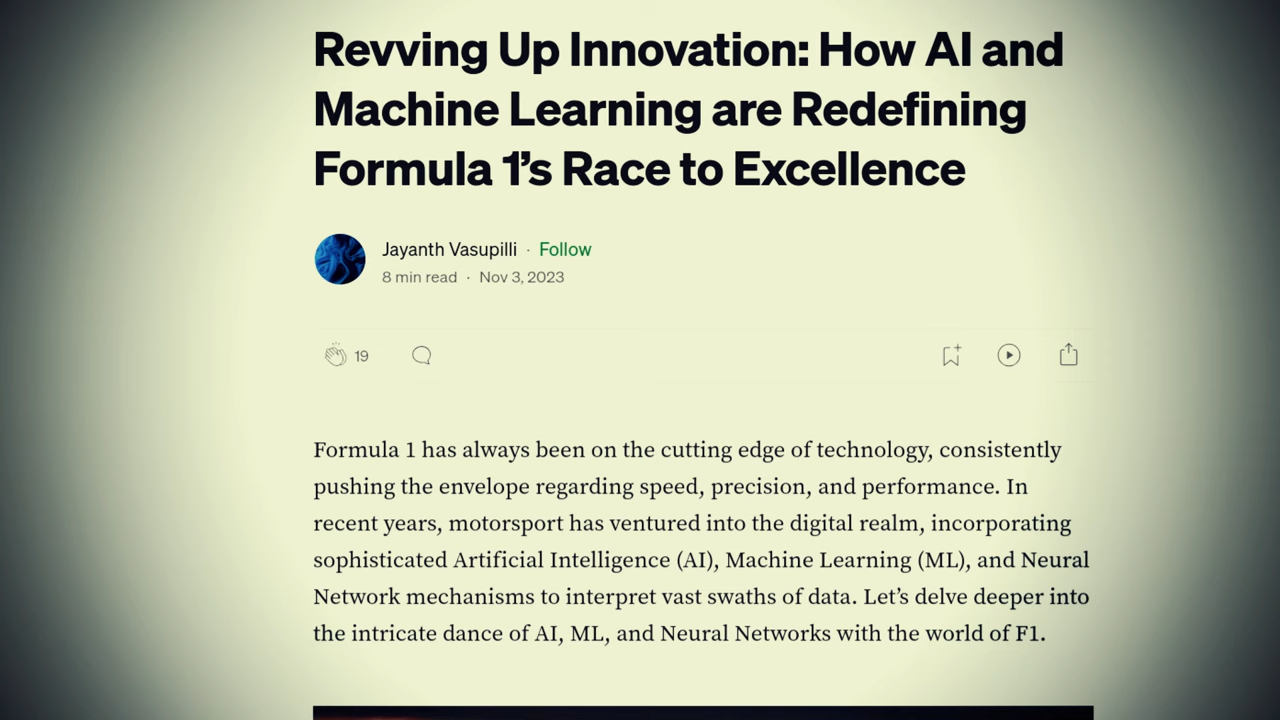 Revving Up Innovation: How AI and
Machine Learning are Redefining
Formula 1’s Race to Excellence
Jayanth Vasupilli · Follow
8 min read · Nov 3, 2023
19
Formula 1 has always been on the cutting edge of technology, consistently
pushing the envelope regarding speed, precision, and performance. In
recent years, motorsport has ventured into the digital realm, incorporating
sophisticated Artificial Intelligence (AI), Machine Learning (ML), and Neural
Network mechanisms to interpret vast swaths of data. Let’s delve deeper into
the intricate dance of AI, ML, and Neural Networks with the world of F1.